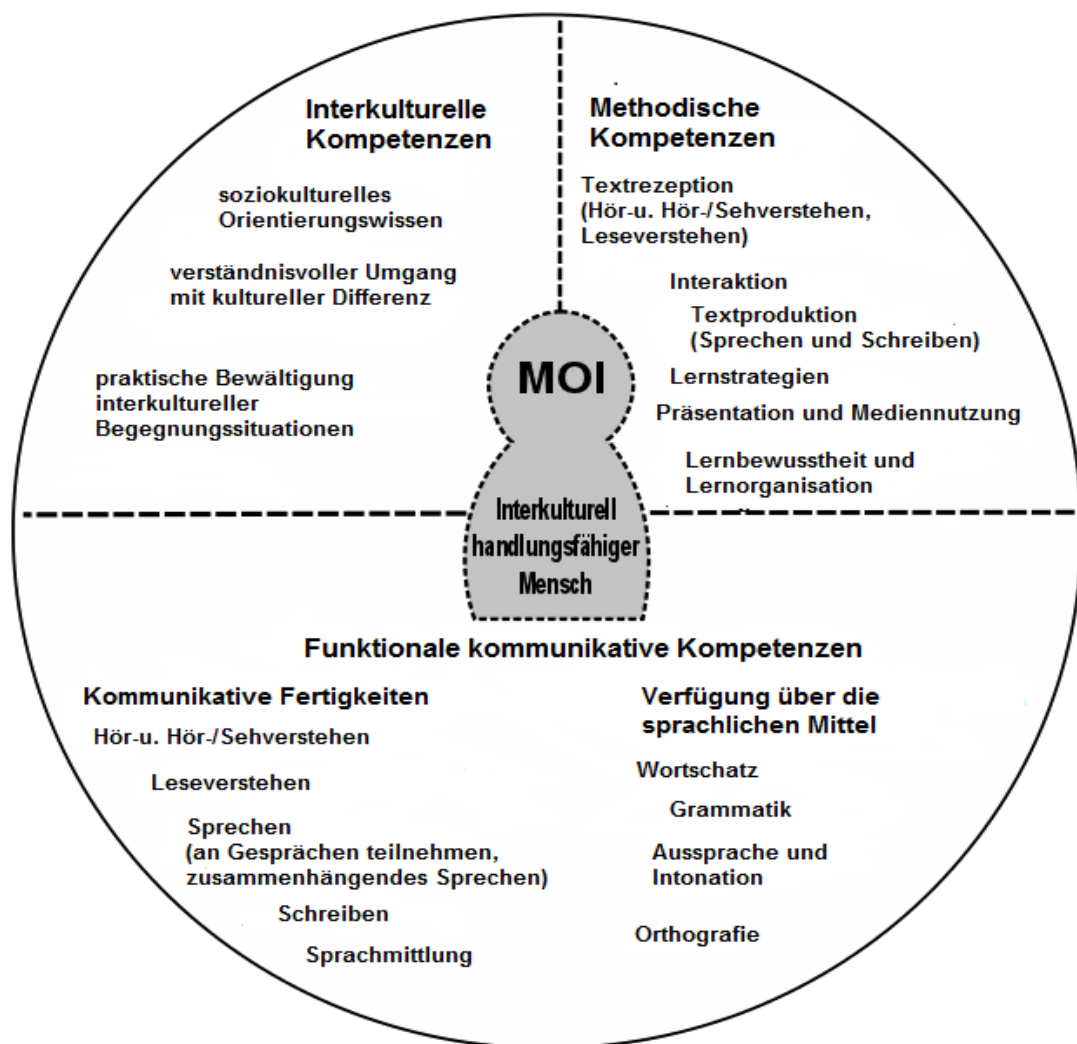 Interkulturelle
Kompetenzen
soziokulturelles
Orientierungswissen
verständnisvoller Umgang
mit kultureller Differenz
praktische Bewältigung
interkultureller
Begegnungssituationen
Methodische
Kompetenzen
Textrezeption
(Hör-u. Hör-/Sehverstehen,
Leseverstehen)
Interaktion
Textproduktion
(Sprechen und Schreiben)
Lernstrategien
Präsentation und Mediennutzung
Lernbewusstheit und
Lernorganisation
MOI
Interkulturell
handlungsfähiger
Mensch
Funktionale kommunikative Kompetenzen
Kommunikative Fertigkeiten
Hör-u. Hör-/Sehverstehen
Leseverstehen
Sprechen
(an Gesprächen teilnehmen,
zusammenhängendes Sprechen)
Schreiben
Sprachmittlung
Verfügung über die
sprachlichen Mittel
Wortschatz
Grammatik
Aussprache und
Intonation
Orthografie